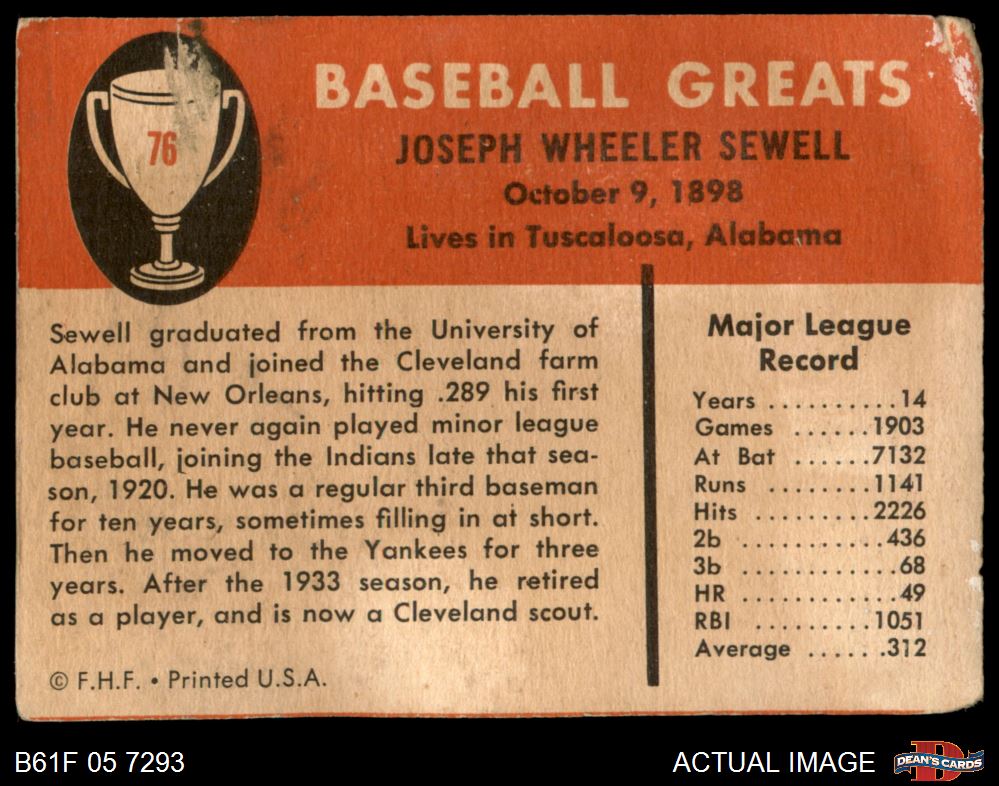 76
BASEBALL GREATS
JOSEPH WHEELER SEWELL
October 9, 1898
Lives in Tuscaloosa, Alabama
Sewell graduated from the University of
Alabama and joined the Cleveland farm
club at New Orleans, hitting .289 his first
year. He never again played minor league
baseball, joining the Indians late that sea-
son, 1920. He was a regular third baseman
for ten years, sometimes filling in at short.
Then he moved to the Yankees for three
years. After the 1933 season, he retired
as a player, and is now a Cleveland scout.
© F.H.F. • Printed U.S.A.
Major League
Record
Years ..........14
Games ......1903
At Bat ......7132
Runs ........1141
Hits .........2226
2b ...........436
3b ............68
HR ............49
RBI .........1051
Average ......312
B61F 05 7293
ACTUAL IMAGE
D
DEAN'S CARDS